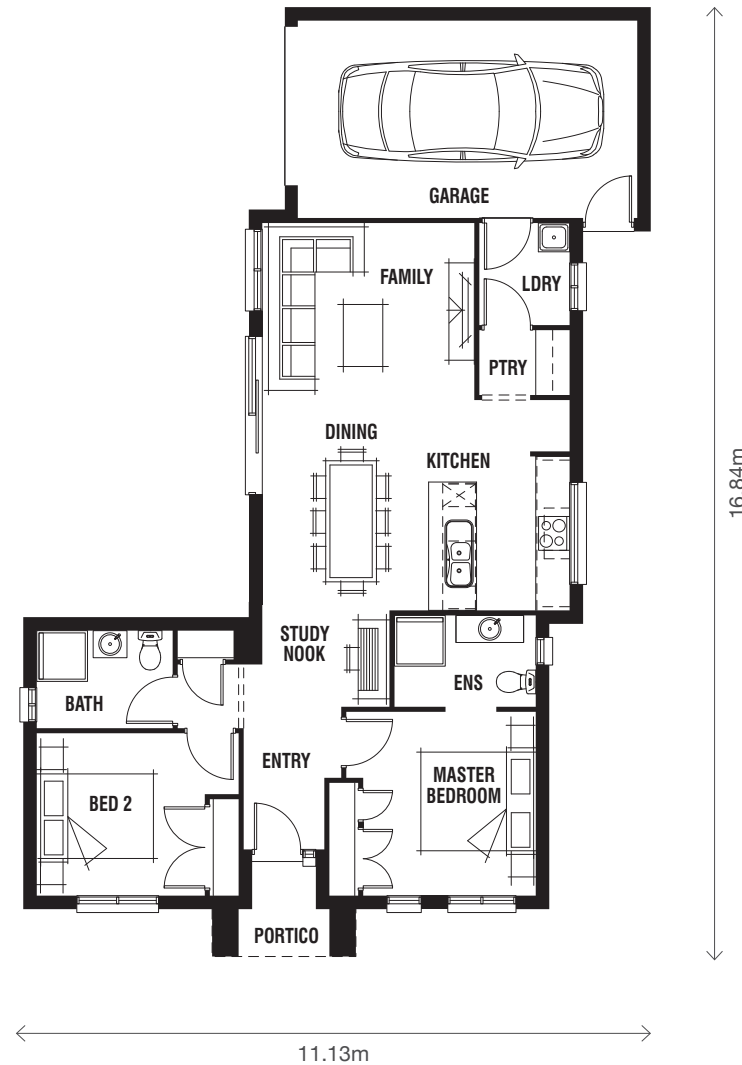 GARAGE
FAMILY
LDRY
PTRY
DINING
KITCHEN
16.84m
STUDY
NOOK
ENS
BATH
ENTRY
MASTER
BEDROOM
BED 2
PORTICO
11.13m